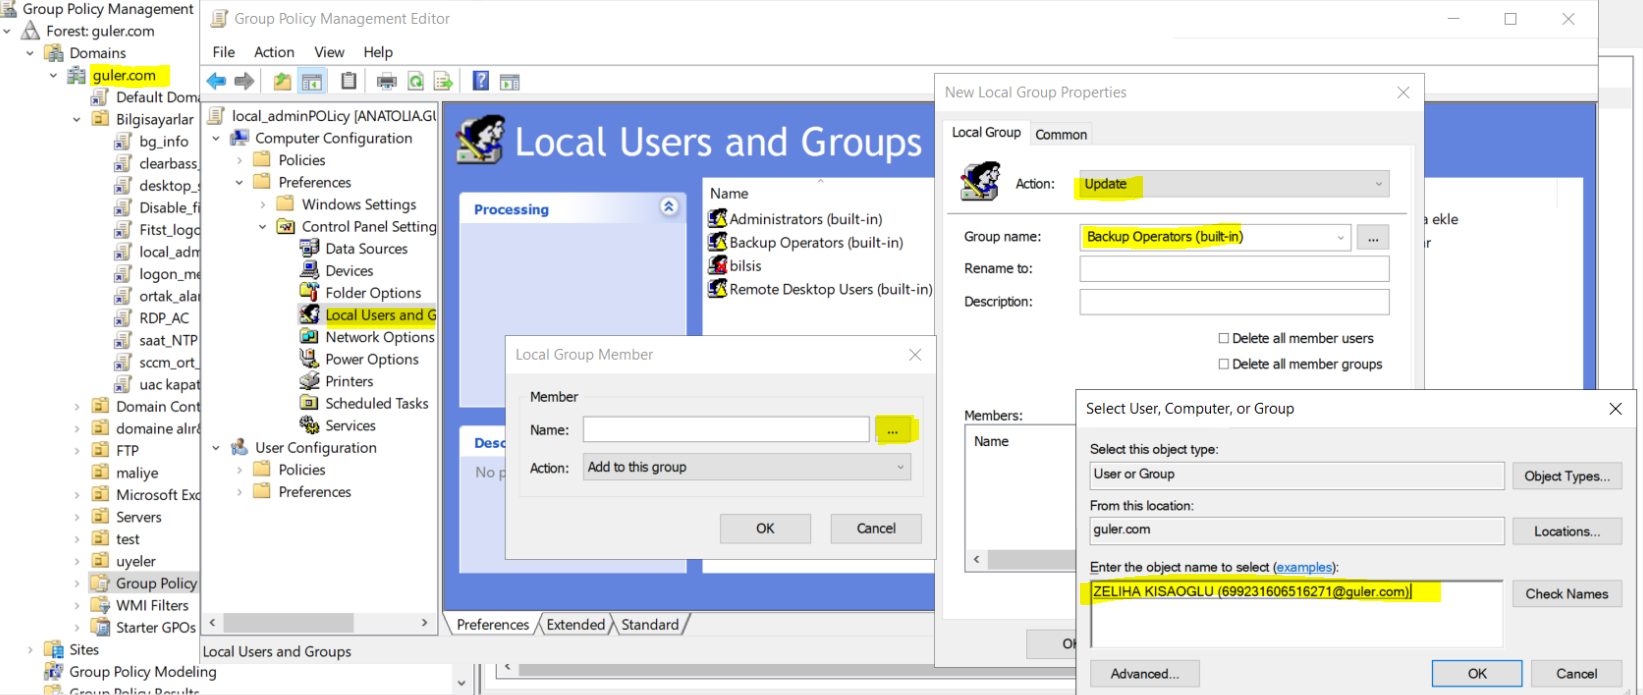 Group Policy Management
Forest: guler.com
Domains
guler.com
Default Doma
Bilgisayarlar
bg_info
clearbass_
desktop_s
Disable_fi
Fitst_logo
local_adm
logon_me
ortak_alar
RDP_AC
saat_NTP
sccm_ort_
uac kapat
Domain Cont
domaine alır&
FTP
maliye
Microsoft Exc
Servers
test
uyeler
Group Policy
WMI Filters
Starter GPOs
Sites
Group Policy Modeling
Group Policy Results
Group Policy Management Editor
File Action View Help
local_adminPOLicy [ANATOLIA.GU
Computer Configuration
Policies
Preferences
Windows Settings
Control Panel Setting
Data Sources
Devices
Folder Options
Local Users and G
Network Options
Power Options
Printers
Scheduled Tasks
Services
User Configuration
Policies
Preferences
Local Users and Groups
Local Users and Groups
Processing
Desc
No p
Name
Administrators (built-in)
Backup Operators (built-in)
bilsis
Remote Desktop Users (built-in)
a ekle
ar
Preferences Extended Standard
Local Group Member
Member
Name:
...
Action: Add to this group
OK Cancel
New Local Group Properties
Local Group Common
Action: Update
Group name: Backup Operators (built-in) ...
Rename to:
Description:
Delete all member users
Delete all member groups
Members:
Name
Select User, Computer, or Group
Select this object type:
User or Group Object Types...
From this location:
guler.com Locations...
Enter the object name to select (examples):
ZELIHA KISAOGLU (699231606516271@guler.com) Check Names
Advanced... OK Cancel